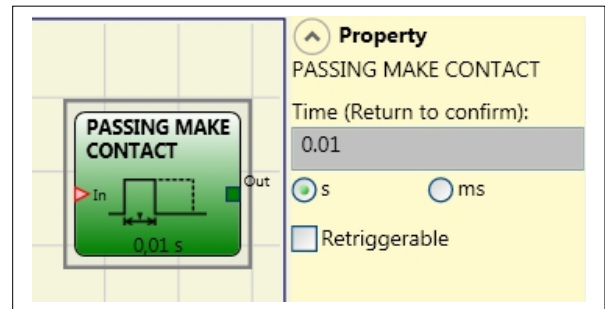 PASSING MAKE
CONTACT
In
Out
0,01 s
Property
PASSING MAKE CONTACT
Time (Return to confirm):
0.01
s
ms
Retriggerable